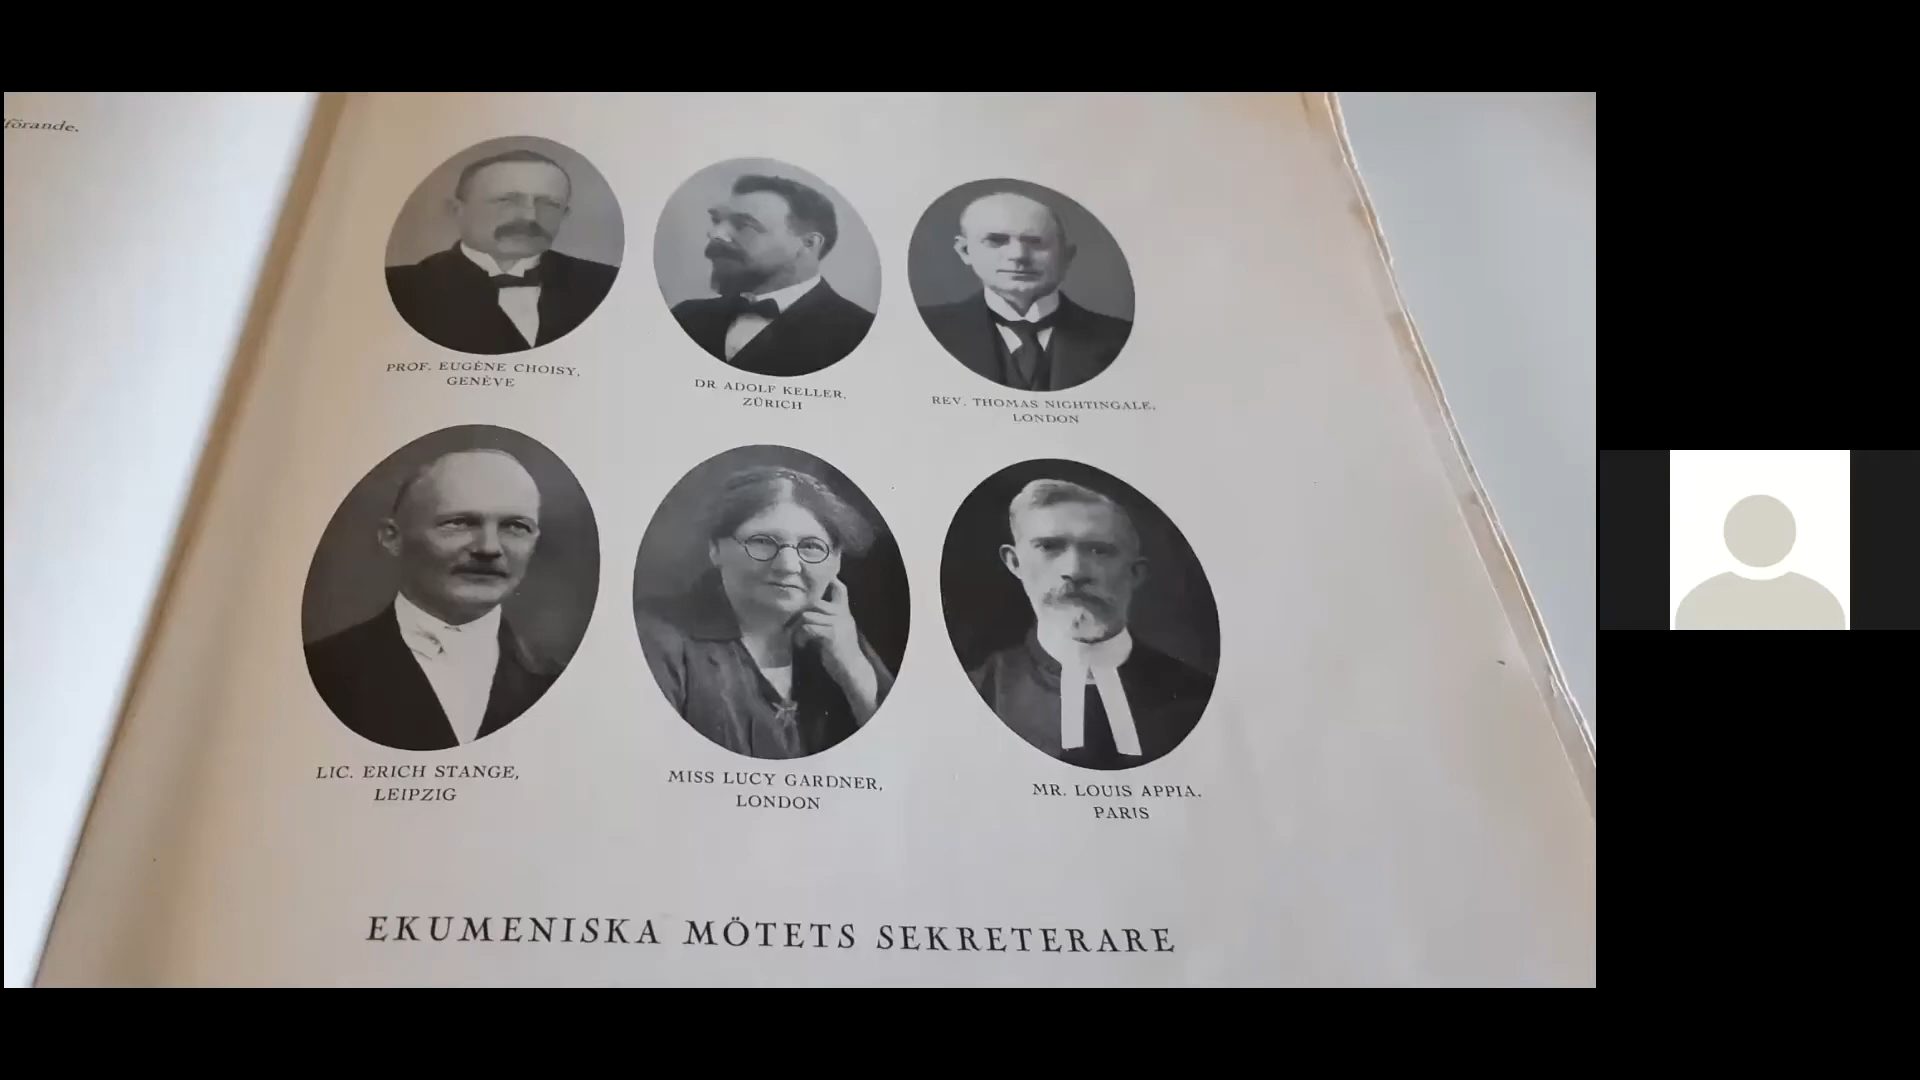 förande.
PROF. EUGÈNE CHOISY,
GENÈVE
DR ADOLF KELLER,
ZÜRICH
REV. THOMAS NIGHTINGALE,
LONDON
LIC. ERICH STANGE,
LEIPZIG
MISS LUCY GARDNER,
LONDON
MR. LOUIS APPIA.
PARIS
EKUMENISKA MÖTETS SEKRETERARE